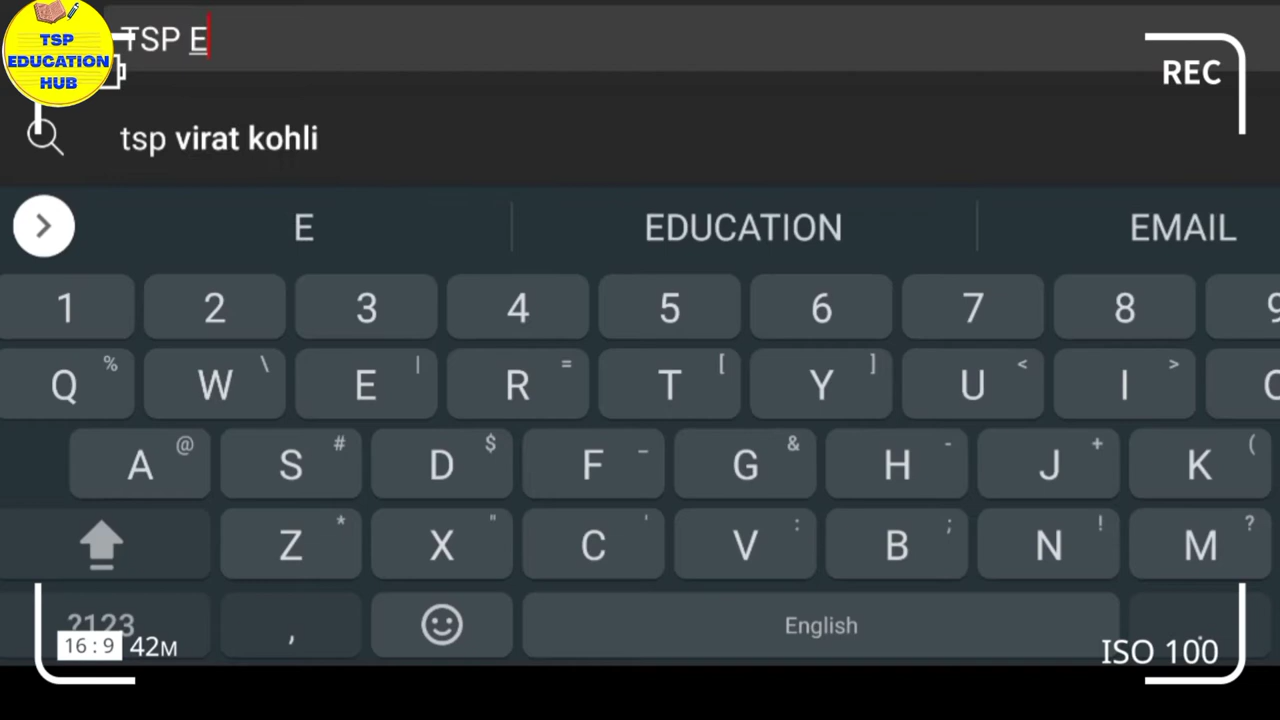 TSP
EDUCATION
HUB
TSP E
REC
tsp virat kohli
E EDUCATION EMAIL
1 2 3 4 5 6 7 8 9
% \ | = [ ] < >
Q W E R T Y U I
@ # $ _ & - + (
A S D F G H J K
* " ' : ; ! ?
Z X C V B N M
?123 , English
16:9 42M
ISO 100